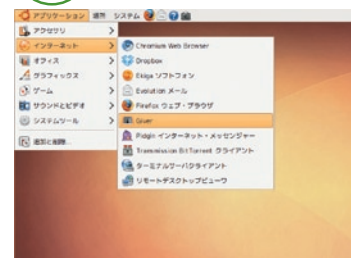 アプリケーション 場所 システム
アクセサリ
インターネット
オフィス
グラフィックス
ゲーム
サウンドとビデオ
システムツール
追加と削除...
Chromium Web Browser
Dropbox
Ekiga ソフトフォン
Evolution メール
Firefox ウェブ・ブラウザ
Giver
Pidgin インターネット・メッセンジャー
Transmission BitTorrent クライアント
ターミナルサーバクライアント
リモートデスクトップビューワ